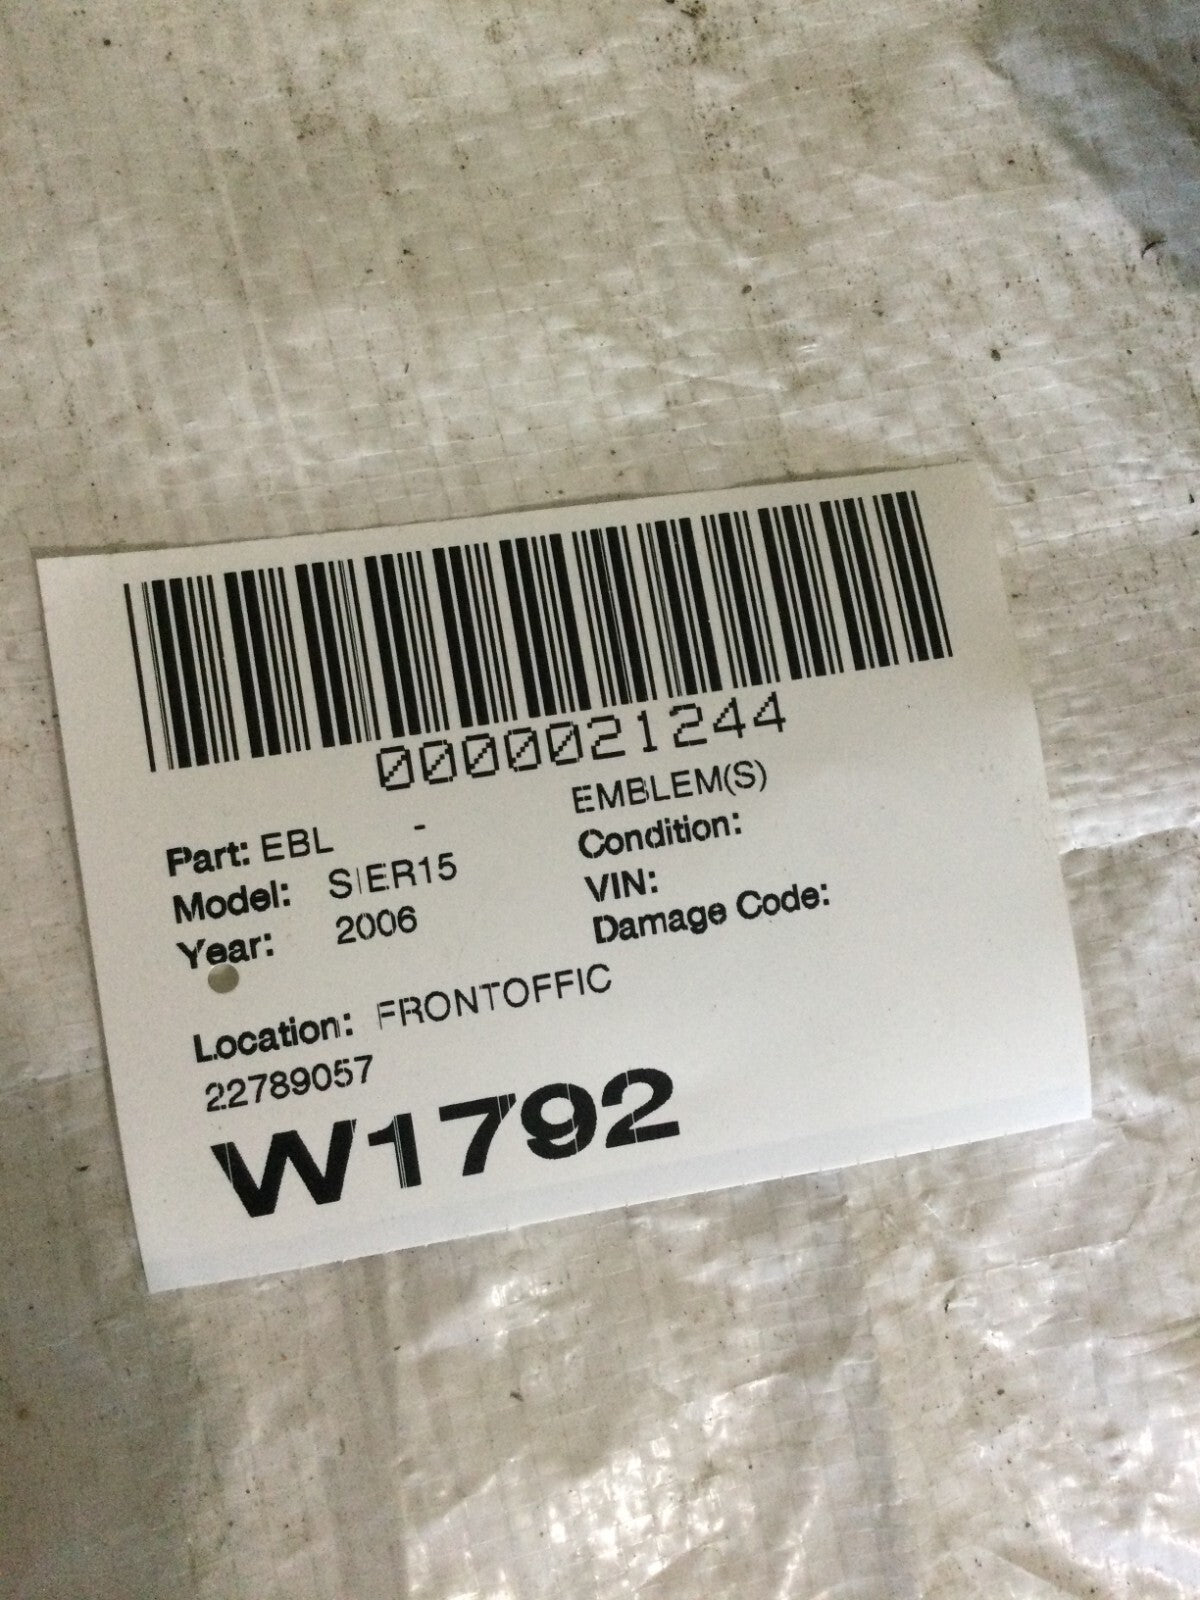 0000021244
Part: EBL - EMBLEM(S)
Model: SIER15 Condition:
Year: 2006 VIN:
Damage Code:
Location: FRONTOFFIC
22789057
W1792